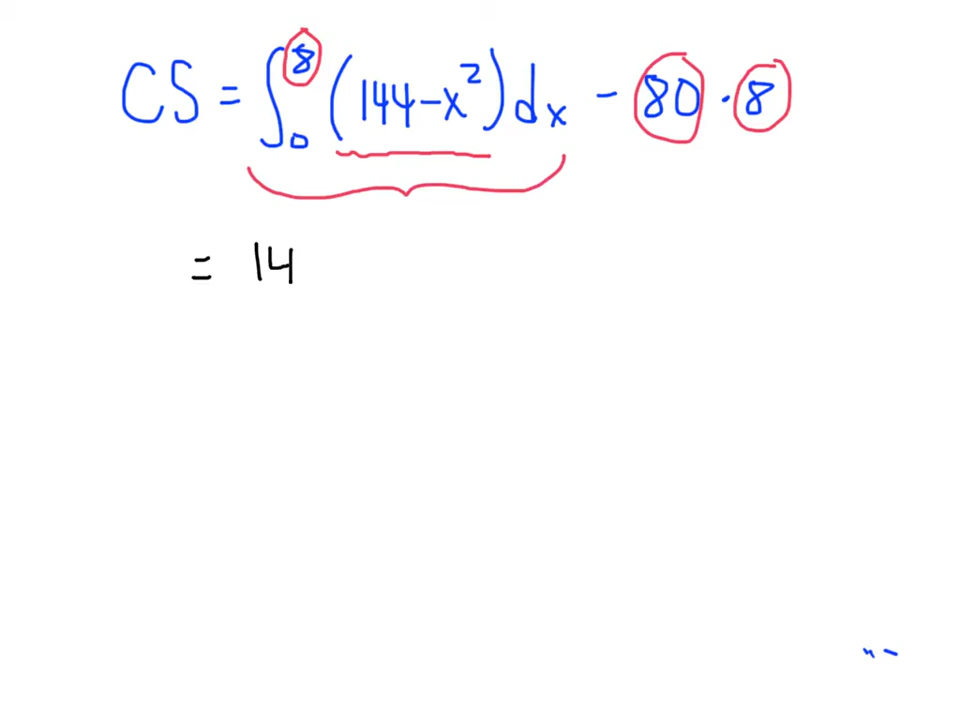 CS = ∫₀⁸ (144-x²)dx - 80 · 8
= 14